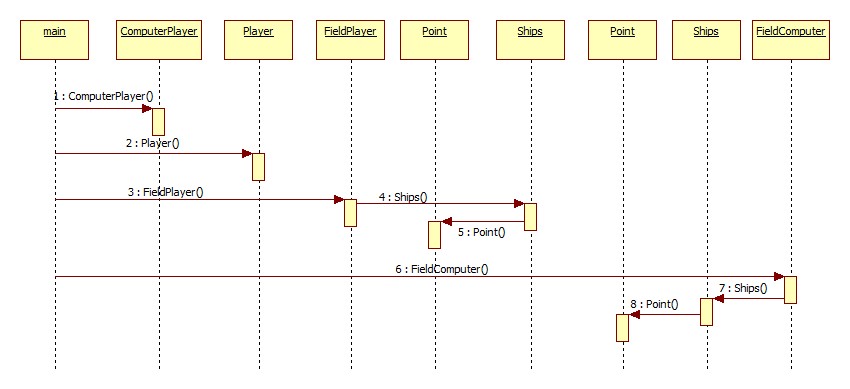 main
ComputerPlayer
Player
FieldPlayer
Point
Ships
Point
Ships
FieldComputer
1 : ComputerPlayer()
2 : Player()
3 : FieldPlayer()
4 : Ships()
5 : Point()
6 : FieldComputer()
7 : Ships()
8 : Point()